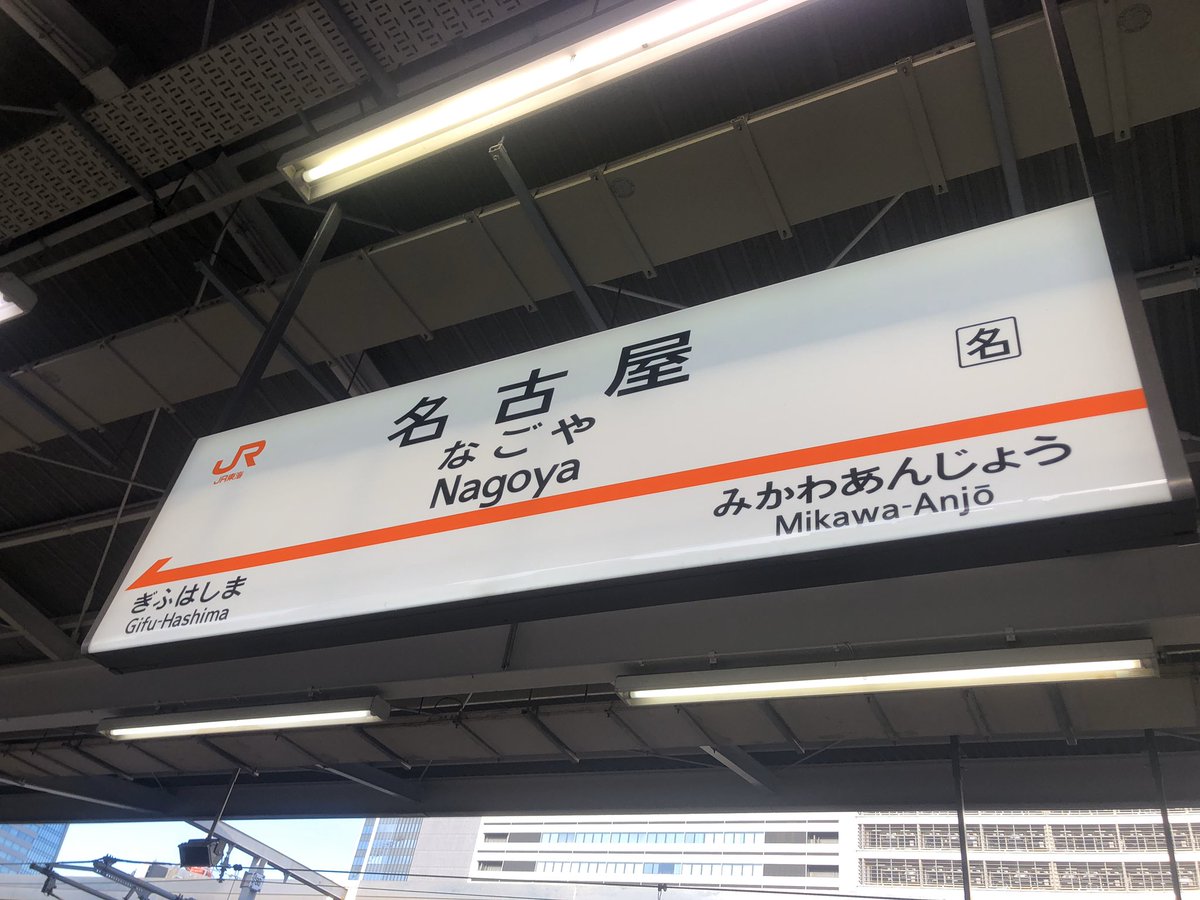 JR
JR東海
名古屋
なごや
Nagoya
名
ぎふはしま
Gifu-Hashima
みかわあんじょう
Mikawa-Anjō